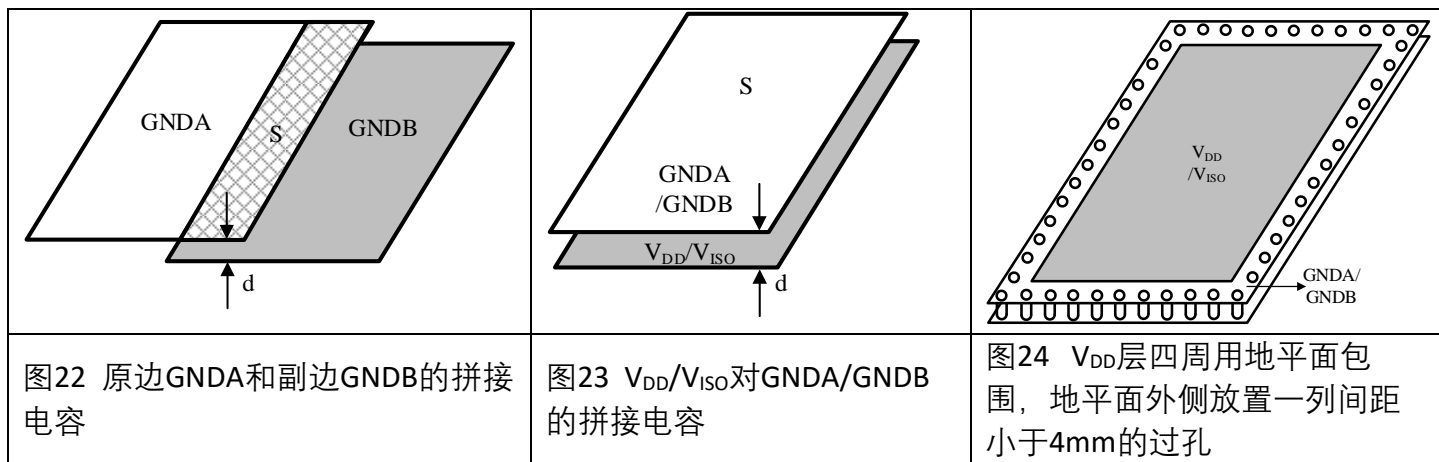 GNDA
S
GNDB
d
S
GNDA
/GNDB
VDD/VISO
d
VDD
/VISO
GNDA/
GNDB
图22 原边GNDA和副边GNDB的拼接
电容
图23 VDD/VISO对GNDA/GNDB
的拼接电容
图24 VDD层四周用地平面包
围，地平面外侧放置一列间距
小于4mm的过孔